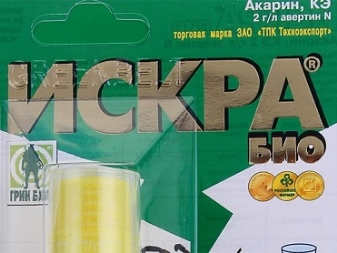 Акарин, КЭ
2 г/л авертин N
торговая марка ЗАО "ТПК Техноэкспорт"
ИСКРА®
БИО
ГРИН БЭЛТ